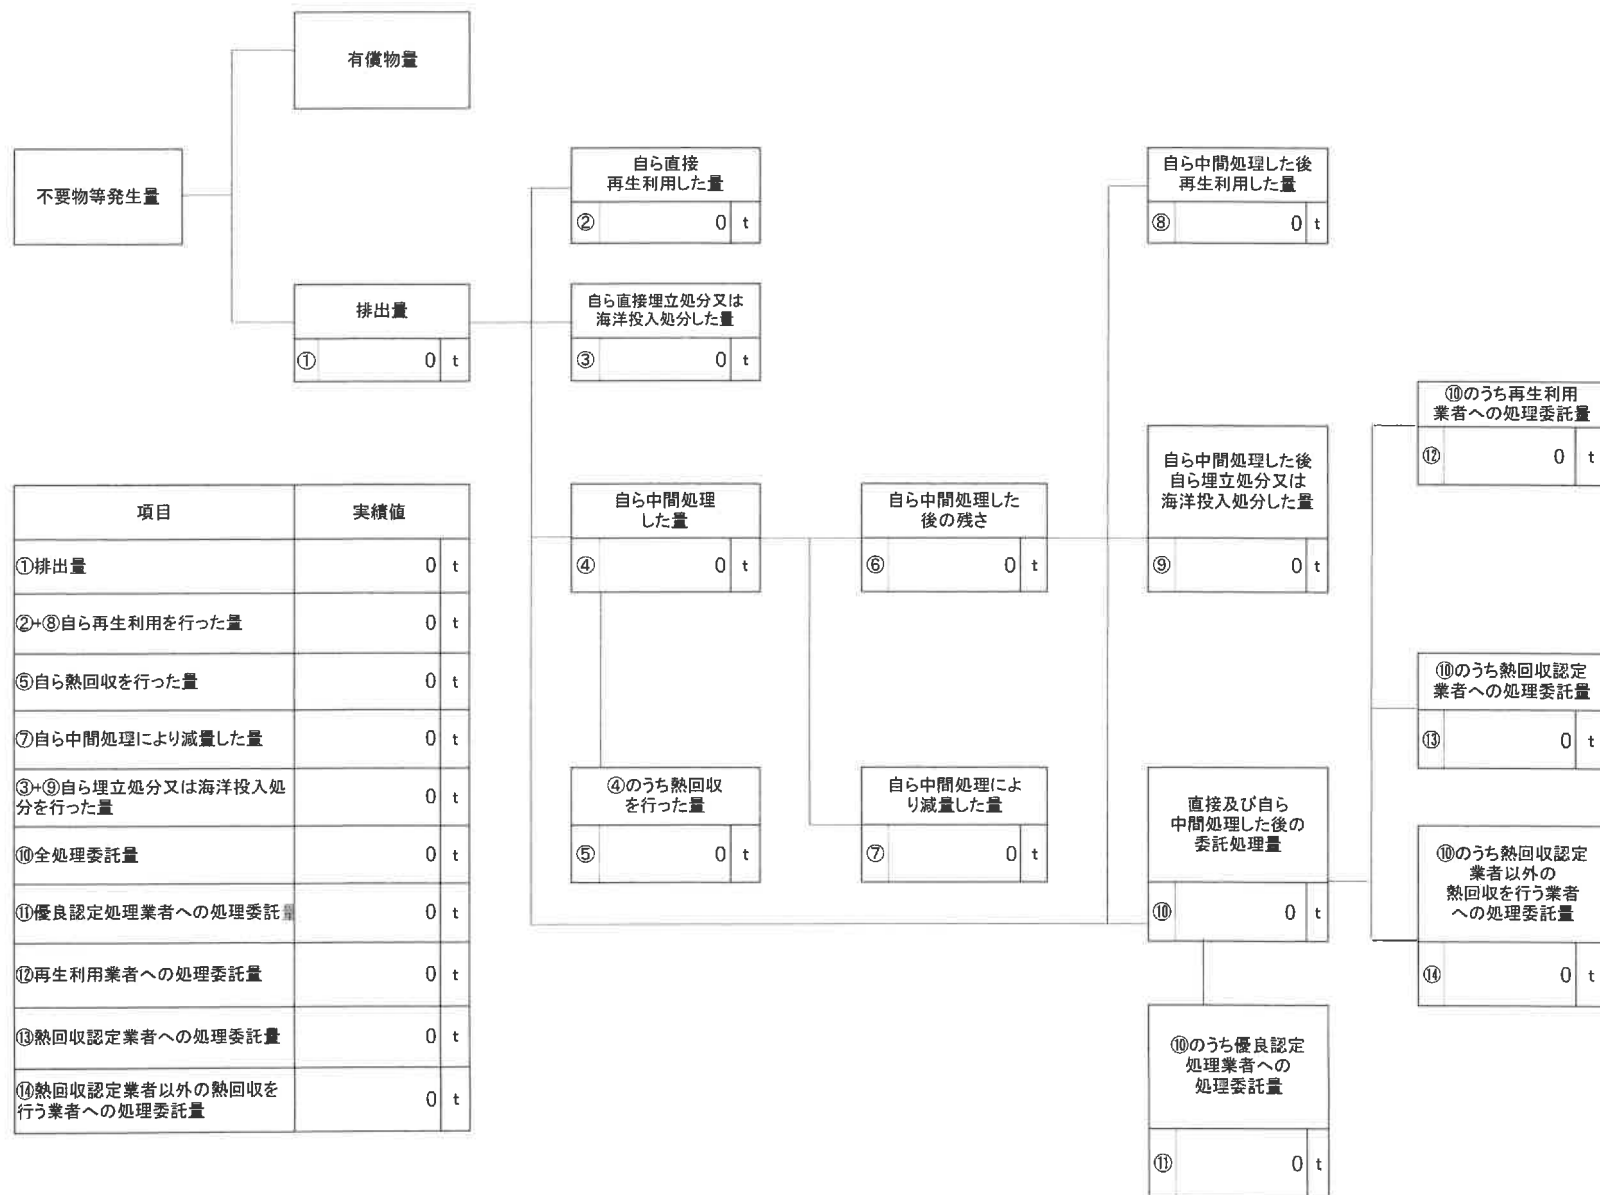 有償物量
不要物等発生量
排出量
① 0 t
自ら直接
再生利用した量
② 0 t
自ら直接埋立処分又は
海洋投入処分した量
③ 0 t
自ら中間処理
した量
④ 0 t
④のうち熱回収
を行った量
⑤ 0 t
自ら中間処理した
後の残さ
⑥ 0 t
自ら中間処理によ
り減量した量
⑦ 0 t
自ら中間処理した後
再生利用した量
⑧ 0 t
自ら中間処理した後
自ら埋立処分又は
海洋投入処分した量
⑨ 0 t
直接及び自ら
中間処理した後の
委託処理量
⑩ 0 t
⑩のうち優良認定
処理業者への
処理委託量
⑪ 0 t
⑩のうち再生利用
業者への処理委託量
⑫ 0 t
⑩のうち熱回収認定
業者への処理委託量
⑬ 0 t
⑩のうち熱回収認定
業者以外の
熱回収を行う業者
への処理委託量
⑭ 0 t
項目 実績値
①排出量 0 t
②+⑧自ら再生利用を行った量 0 t
⑤自ら熱回収を行った量 0 t
⑦自ら中間処理により減量した量 0 t
③+⑨自ら埋立処分又は海洋投入処
分を行った量 0 t
⑩全処理委託量 0 t
⑪優良認定処理業者への処理委託量 0 t
⑫再生利用業者への処理委託量 0 t
⑬熱回収認定業者への処理委託量 0 t
⑭熱回収認定業者以外の熱回収を
行う業者への処理委託量 0 t